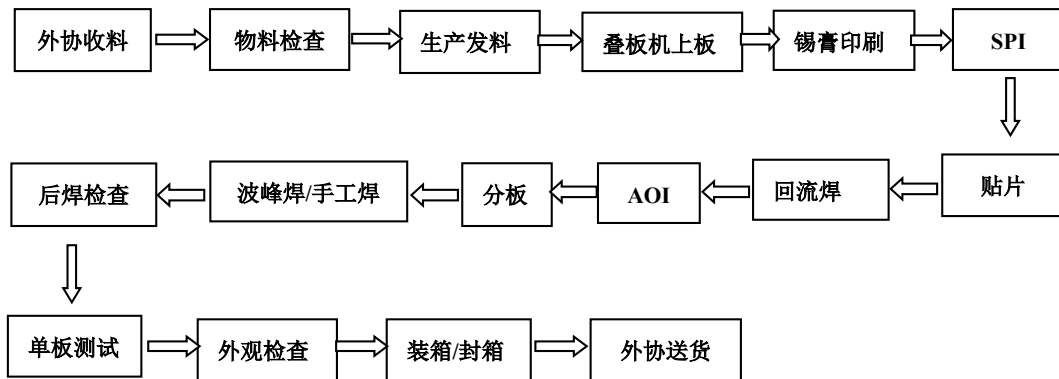 外协收料
物料检查
生产发料
叠板机上板
锡膏印刷
SPI
贴片
回流焊
AOI
分板
波峰焊/手工焊
后焊检查
单板测试
外观检查
装箱/封箱
外协送货